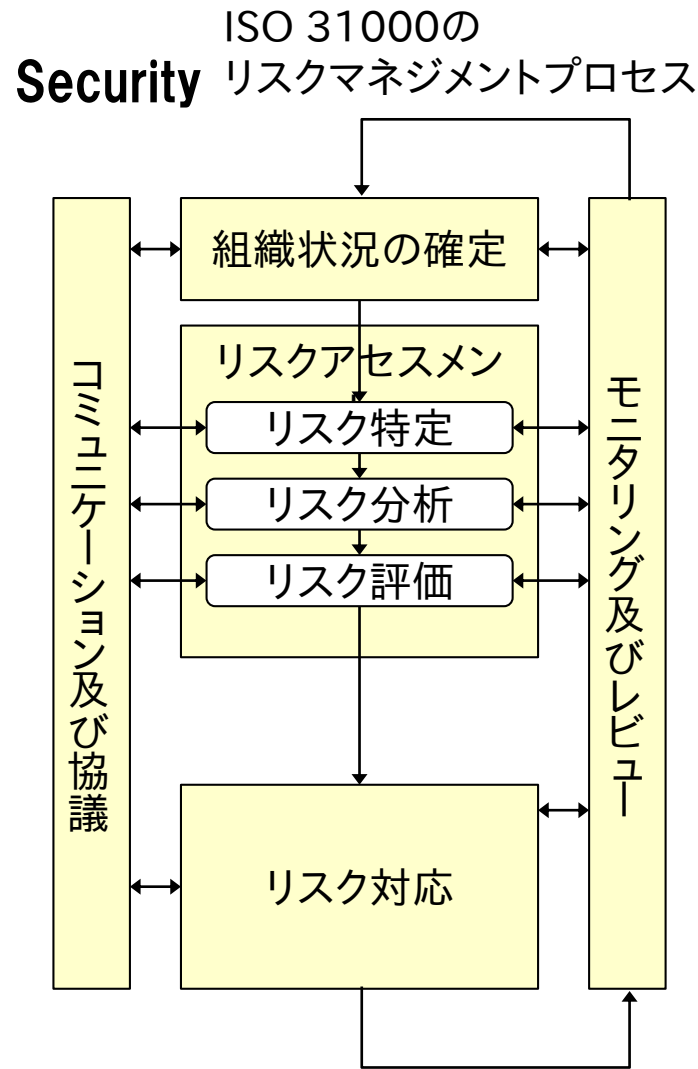 ISO 31000の
Security リスクマネジメントプロセス
組織状況の確定
リスクアセスメン
リスク特定
リスク分析
リスク評価
リスク対応
コミュニケーション及び協議
モニタリング及びレビュー